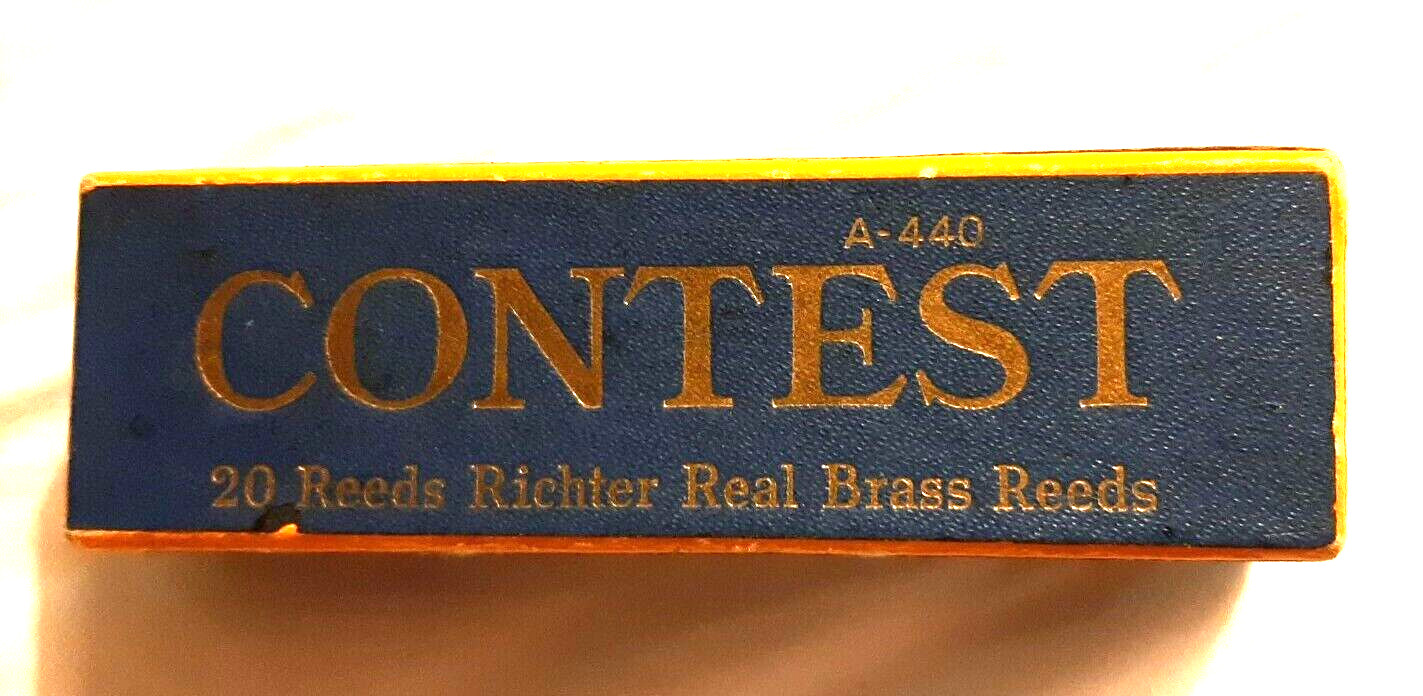 A-440
CONTEST
20 Reeds Richter Real Brass Reeds